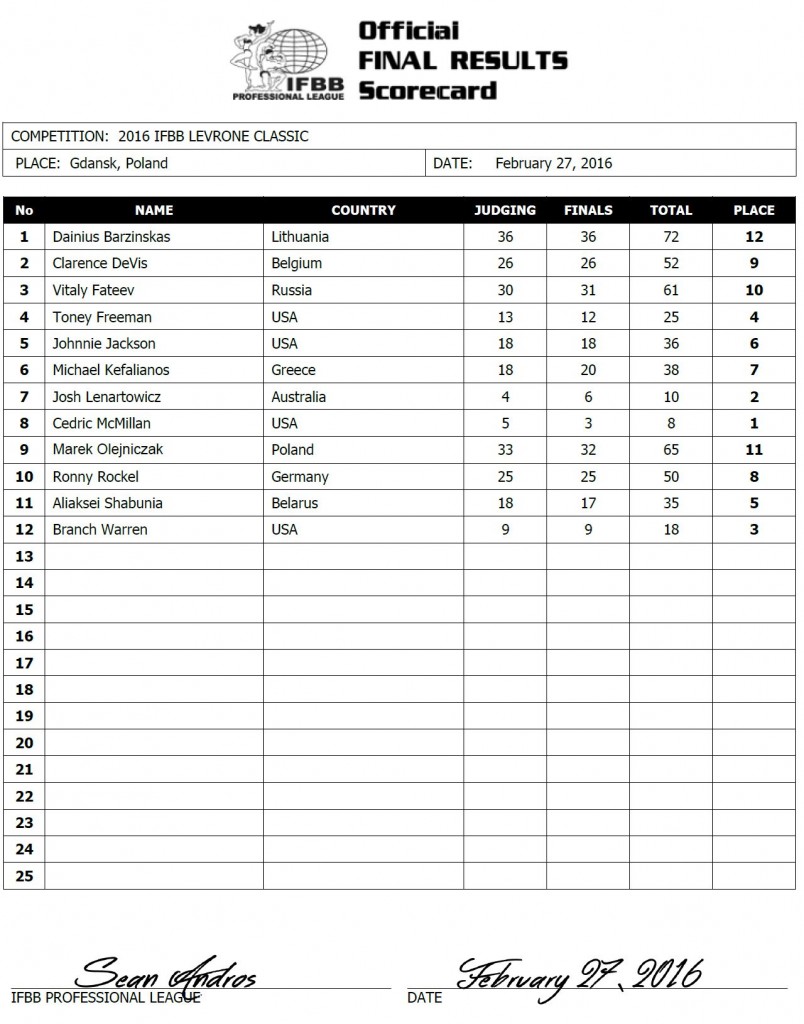 Official
FINAL RESULTS
Scorecard
IFBB
PROFESSIONAL LEAGUE
COMPETITION: 2016 IFBB LEVRONE CLASSIC
PLACE: Gdansk, Poland DATE: February 27, 2016
No NAME COUNTRY JUDGING FINALS TOTAL PLACE
1 Dainius Barzinskas Lithuania 36 36 72 12
2 Clarence DeVis Belgium 26 26 52 9
3 Vitaly Fateev Russia 30 31 61 10
4 Toney Freeman USA 13 12 25 4
5 Johnnie Jackson USA 18 18 36 6
6 Michael Kefalianos Greece 18 20 38 7
7 Josh Lenartowicz Australia 4 6 10 2
8 Cedric McMillan USA 5 3 8 1
9 Marek Olejniczak Poland 33 32 65 11
10 Ronny Rockel Germany 25 25 50 8
11 Aliaksei Shabunia Belarus 18 17 35 5
12 Branch Warren USA 9 9 18 3
13
14
15
16
17
18
19
20
21
22
23
24
25
Sean Andros February 27, 2016
IFBB PROFESSIONAL LEAGUE DATE